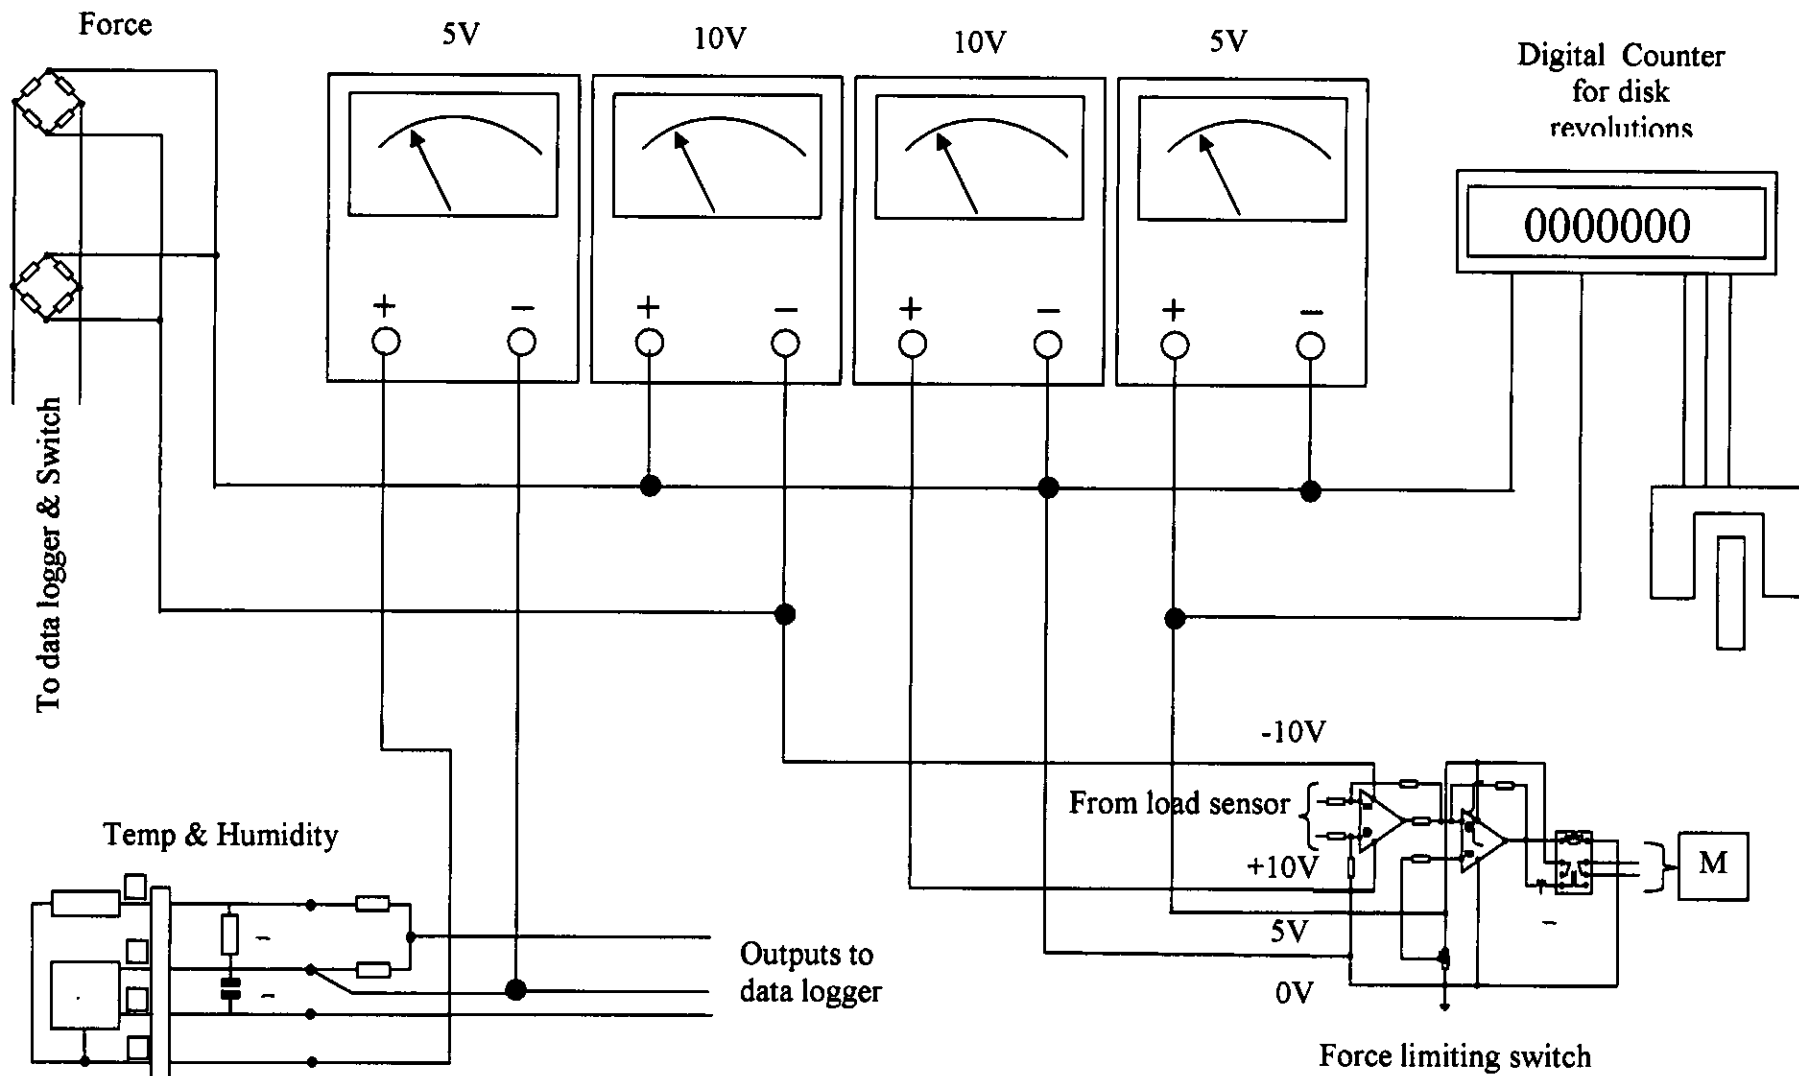 Force
5V
10V
10V
5V
Digital Counter
for disk
revolutions
0000000
+
−
+
−
+
−
+
−
To data logger & Switch
-10V
From load sensor
+10V
5V
0V
M
Force limiting switch
Temp & Humidity
Outputs to
data logger